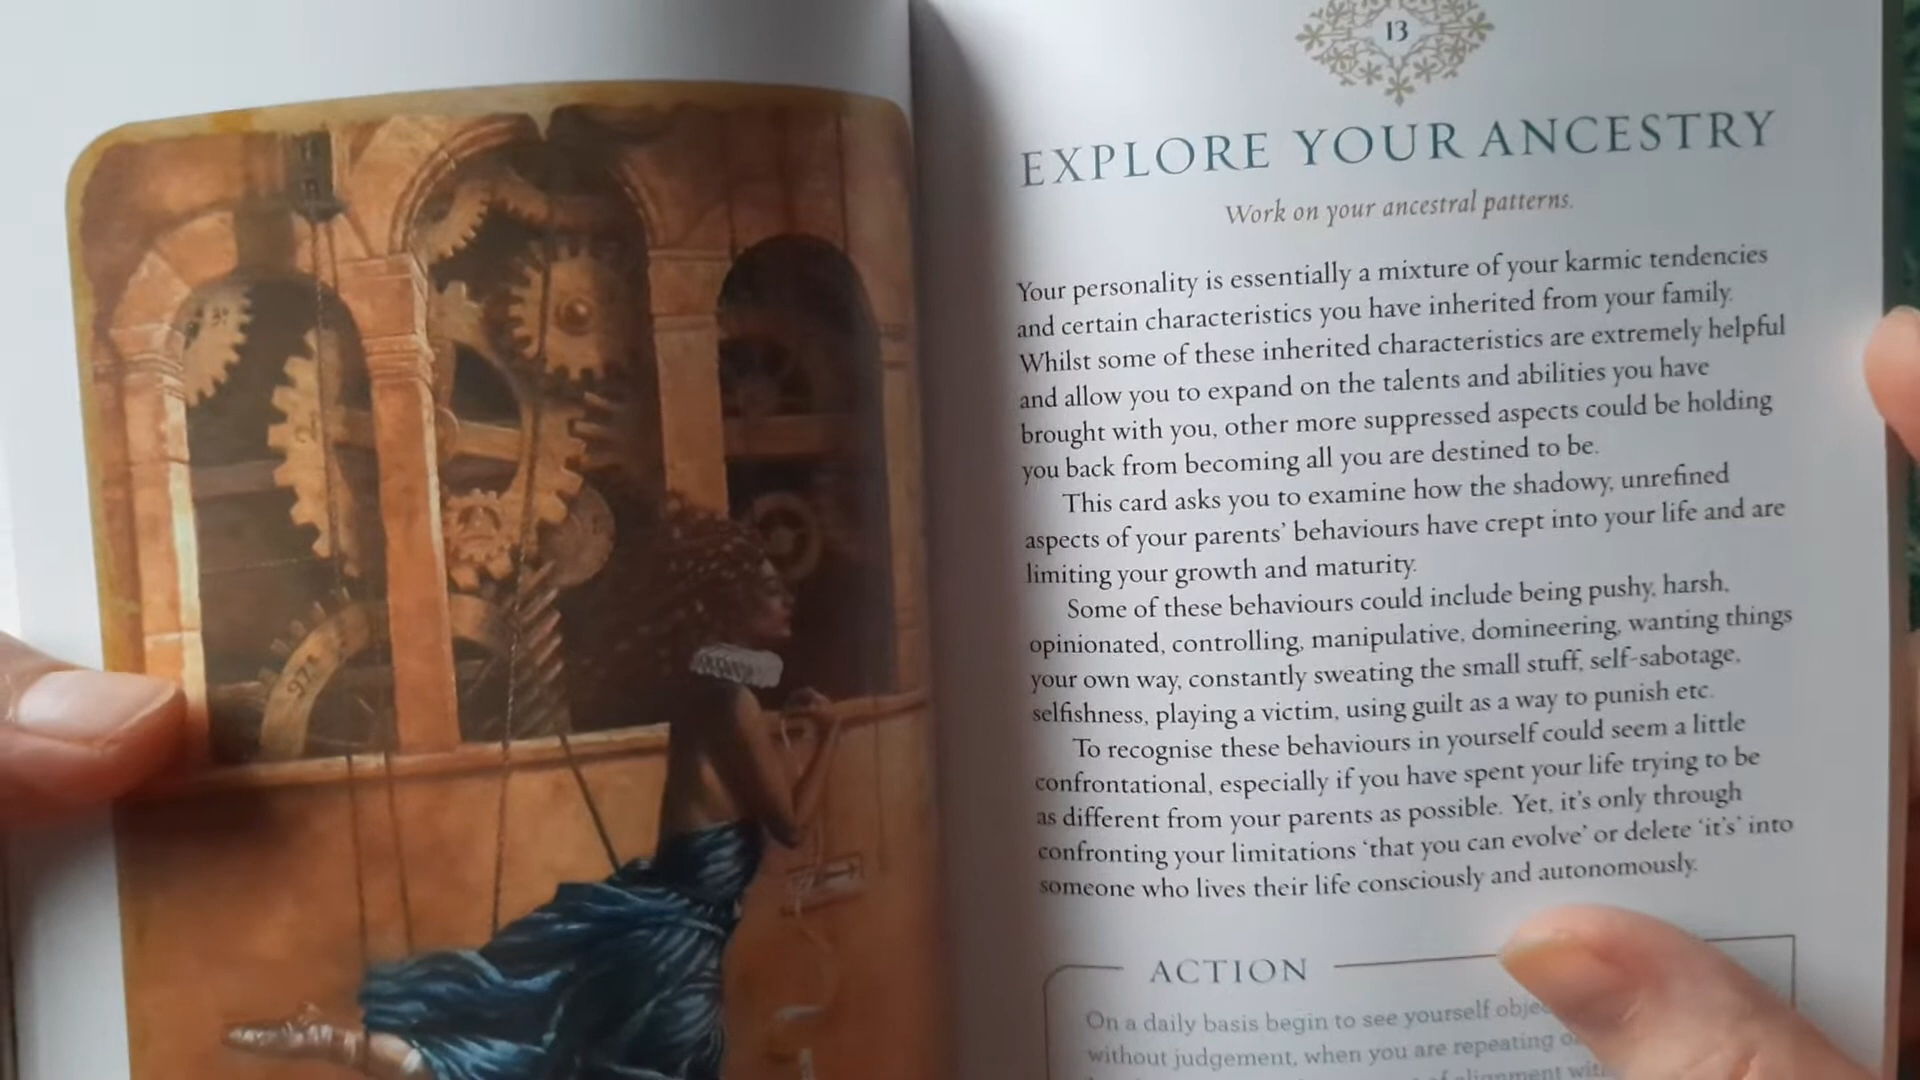 13
EXPLORE YOUR ANCESTRY
Work on your ancestral patterns.
Your personality is essentially a mixture of your karmic tendencies
and certain characteristics you have inherited from your family.
Whilst some of these inherited characteristics are extremely helpful
and allow you to expand on the talents and abilities you have
brought with you, other more suppressed aspects could be holding
you back from becoming all you are destined to be.
This card asks you to examine how the shadowy, unrefined
aspects of your parents' behaviours have crept into your life and are
limiting your growth and maturity.
Some of these behaviours could include being pushy, harsh,
opinionated, controlling, manipulative, domineering, wanting things
your own way, constantly sweating the small stuff, self-sabotage,
selfishness, playing a victim, using guilt as a way to punish etc.
To recognise these behaviours in yourself could seem a little
confrontational, especially if you have spent your life trying to be
as different from your parents as possible. Yet, it's only through
confronting your limitations 'that you can evolve' or delete 'it's' into
someone who lives their life consciously and autonomously.
ACTION
On a daily basis begin to see yourself
without judgement, when you are repeating
of alignment